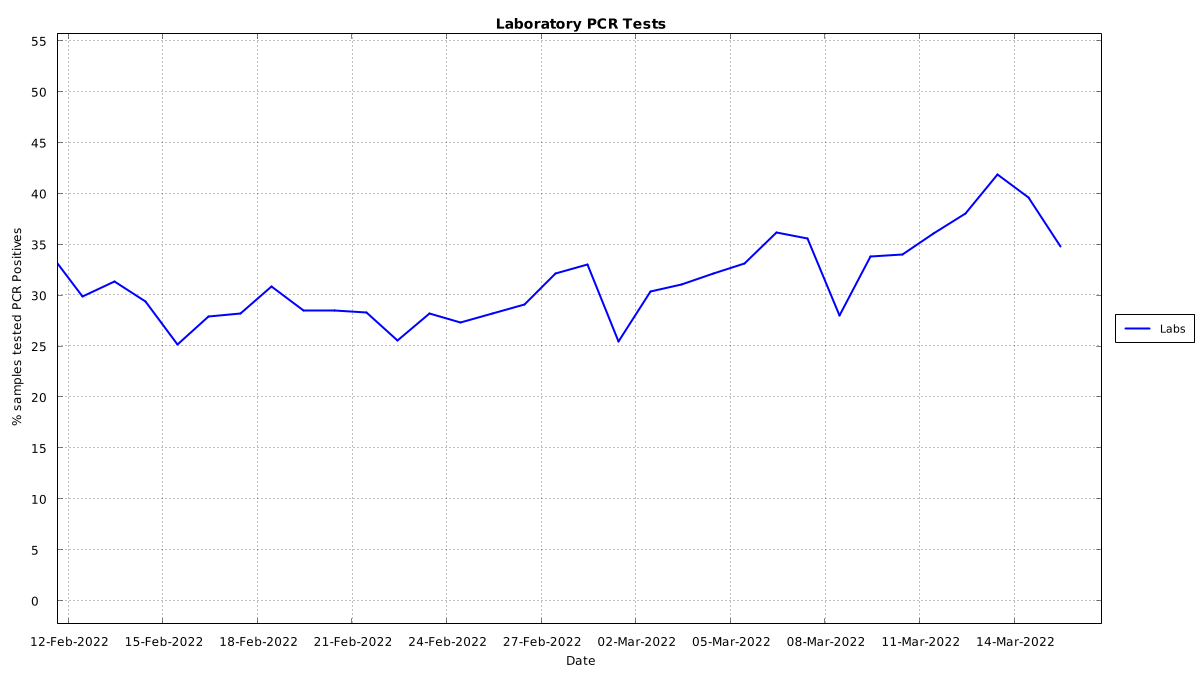 Laboratory PCR Tests
55
50
45
40
35
30
25
20
15
10
5
0
% samples tested PCR Positives
12-Feb-2022 15-Feb-2022 18-Feb-2022 21-Feb-2022 24-Feb-2022 27-Feb-2022 02-Mar-2022 05-Mar-2022 08-Mar-2022 11-Mar-2022 14-Mar-2022
Date
Labs